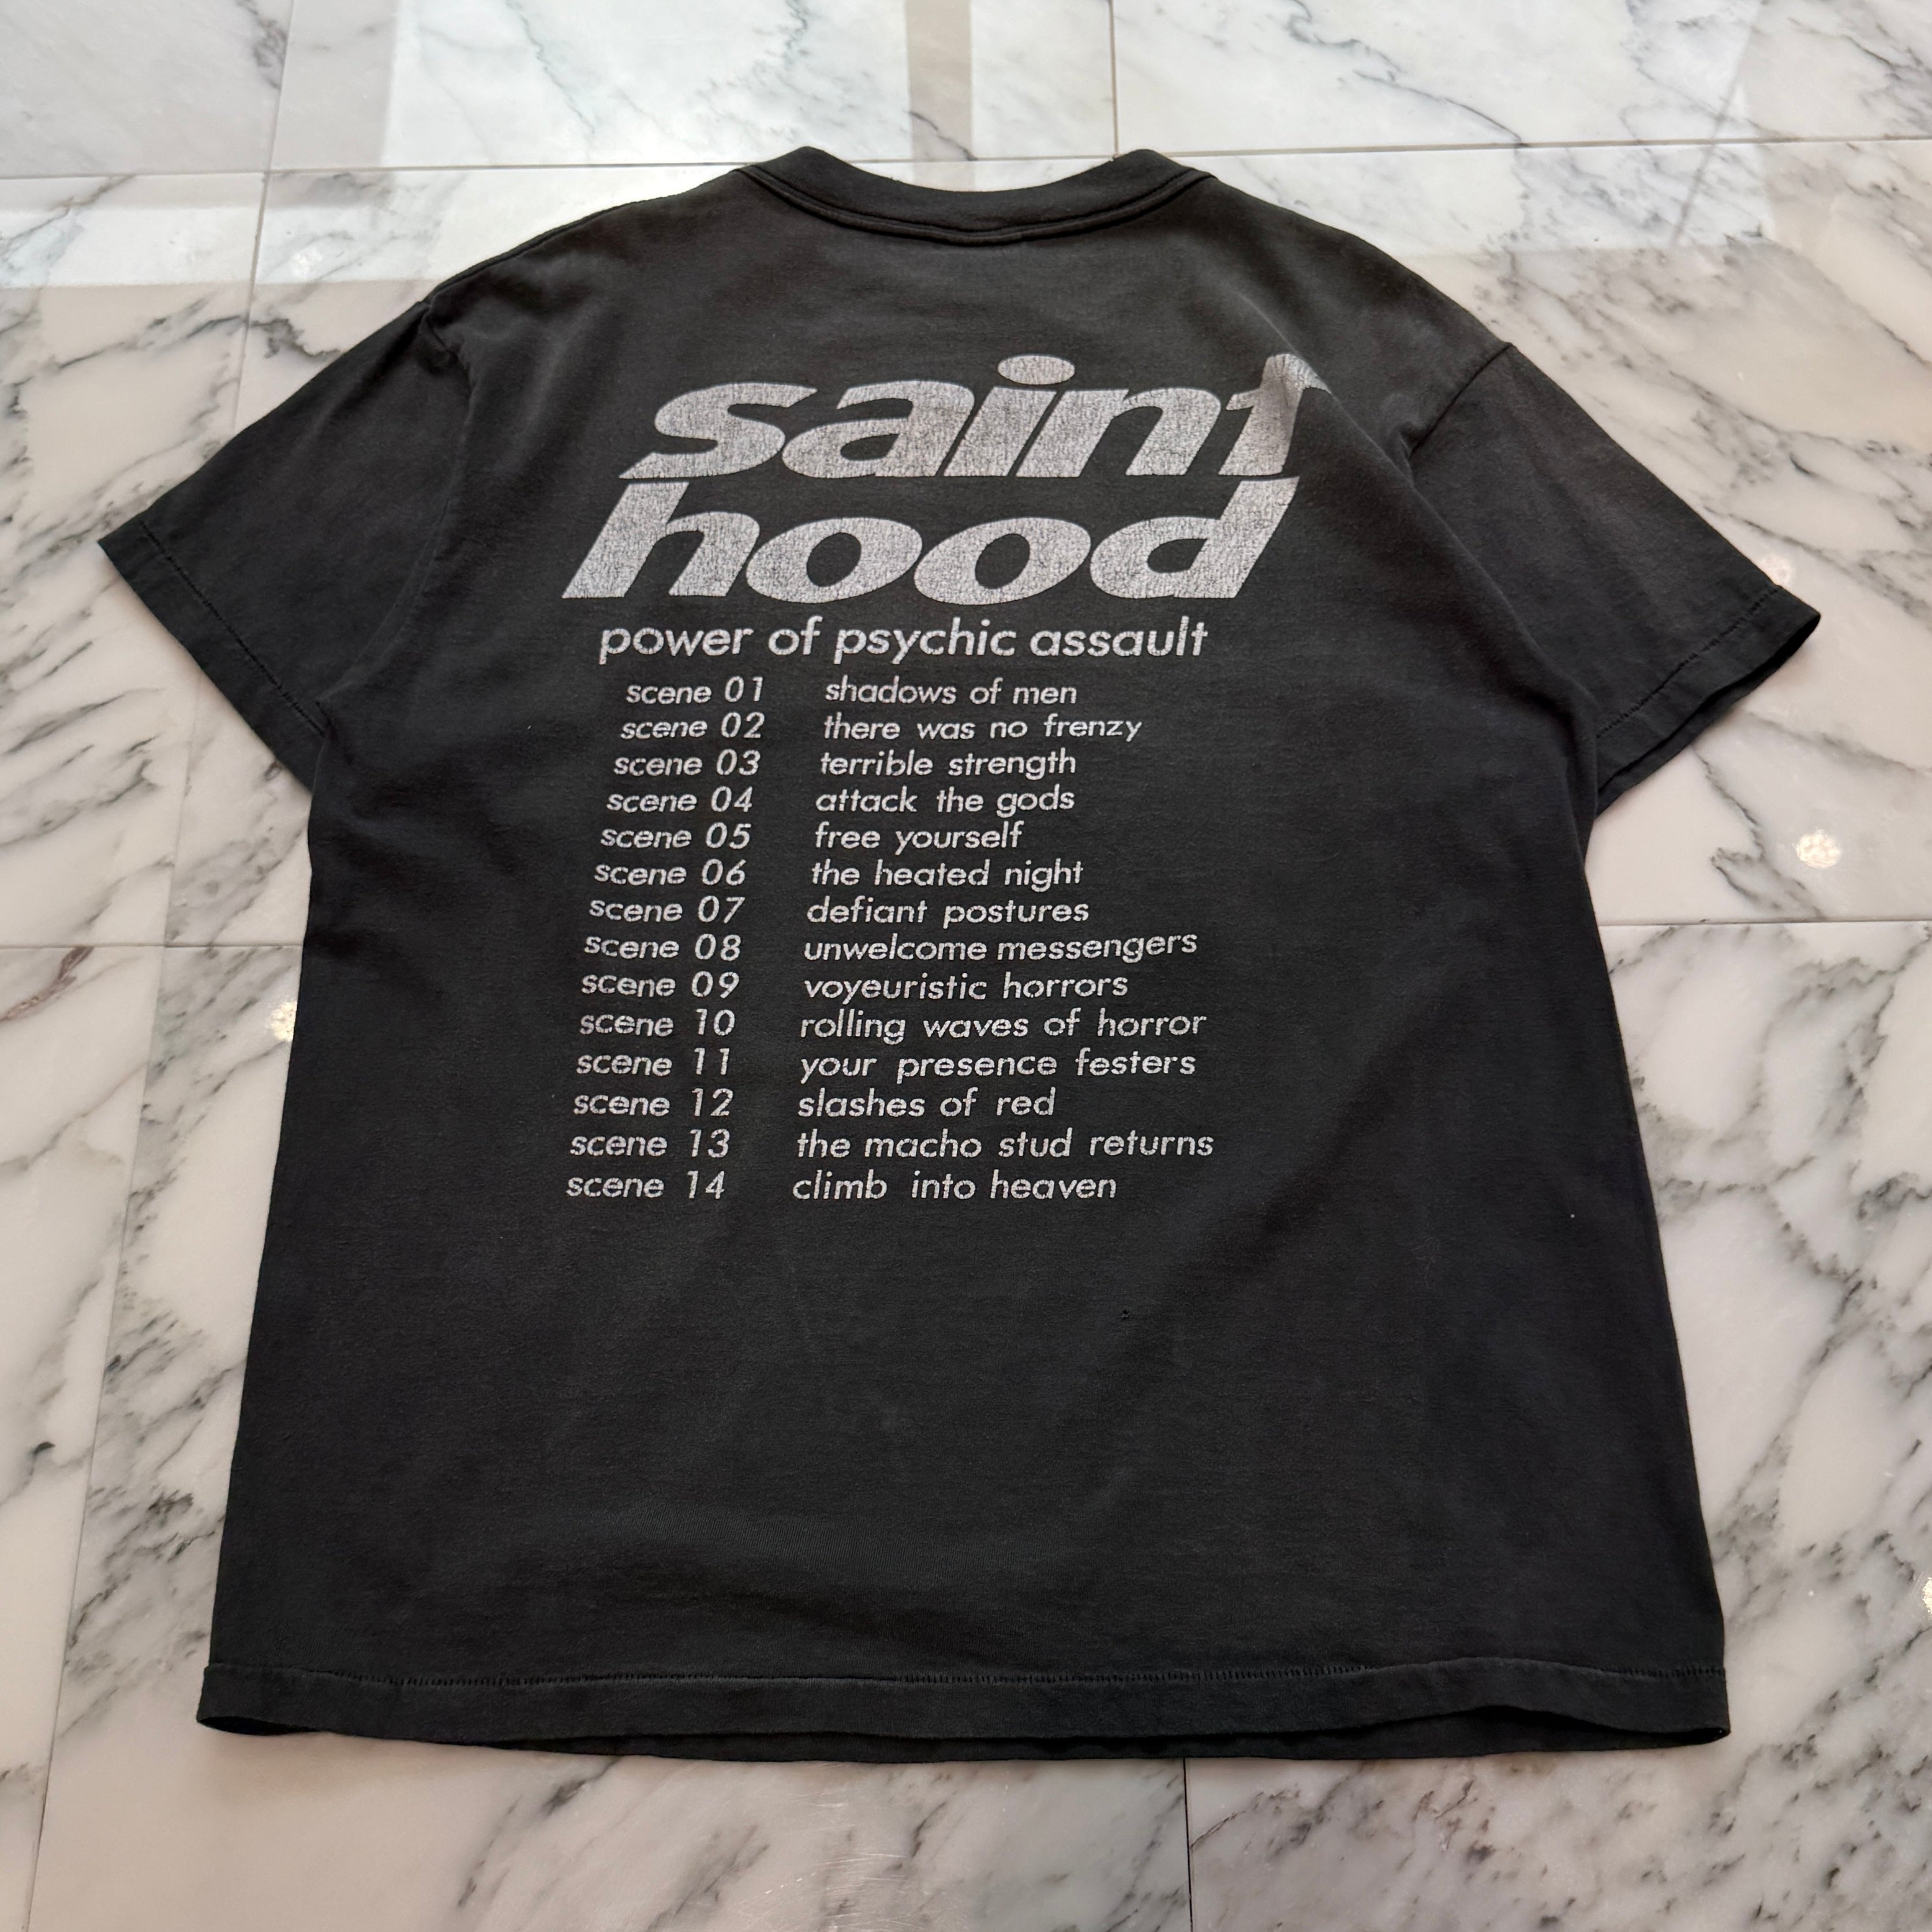 saint
hood
power of psychic assault
scene 01 shadows of men
scene 02 there was no frenzy
scene 03 terrible strength
scene 04 attack the gods
scene 05 free yourself
scene 06 the heated night
scene 07 defiant postures
scene 08 unwelcome messengers
scene 09 voyeuristic horrors
scene 10 rolling waves of horror
scene 11 your presence festers
scene 12 slashes of red
scene 13 the macho stud returns
scene 14 climb into heaven